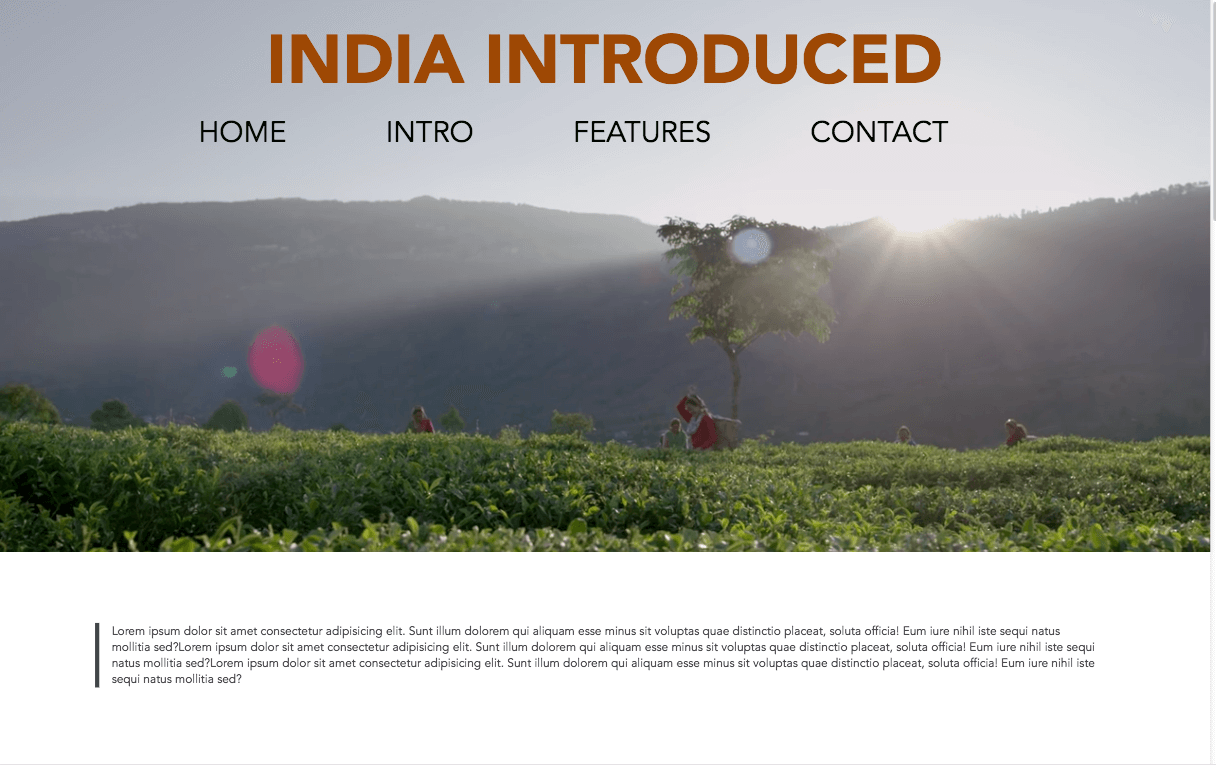 INDIA INTRODUCED
HOME INTRO FEATURES CONTACT
Lorem ipsum dolor sit amet consectetur adipisicing elit. Sunt illum dolorem qui aliquam esse minus sit voluptas quae distinctio placeat, soluta officia! Eum iure nihil iste sequi natus
mollitia sed?Lorem ipsum dolor sit amet consectetur adipisicing elit. Sunt illum dolorem qui aliquam esse minus sit voluptas quae distinctio placeat, soluta officia! Eum iure nihil iste sequi
natus mollitia sed?Lorem ipsum dolor sit amet consectetur adipisicing elit. Sunt illum dolorem qui aliquam esse minus sit voluptas quae distinctio placeat, soluta officia! Eum iure nihil iste
sequi natus mollitia sed?